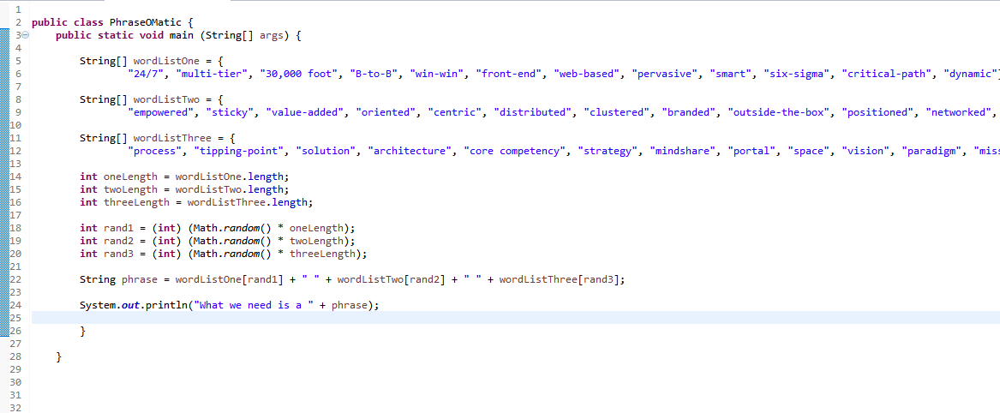 1
2 public class PhraseOMatic {
3 public static void main (String[] args) {
4
5 String[] wordListOne = {
6 "24/7", "multi-tier", "30,000 foot", "B-to-B", "win-win", "front-end", "web-based", "pervasive", "smart", "six-sigma", "critical-path", "dynamic"
7
8 String[] wordListTwo = {
9 "empowered", "sticky", "value-added", "oriented", "centric", "distributed", "clustered", "branded", "outside-the-box", "positioned", "networked",
10
11 String[] wordListThree = {
12 "process", "tipping-point", "solution", "architecture", "core competency", "strategy", "mindshare", "portal", "space", "vision", "paradigm", "miss
13
14 int oneLength = wordListOne.length;
15 int twoLength = wordListTwo.length;
16 int threeLength = wordListThree.length;
17
18 int rand1 = (int) (Math.random() * oneLength);
19 int rand2 = (int) (Math.random() * twoLength);
20 int rand3 = (int) (Math.random() * threeLength);
21
22 String phrase = wordListOne[rand1] + " " + wordListTwo[rand2] + " " + wordListThree[rand3];
23
24 System.out.println("What we need is a " + phrase);
25
26 }
27
28 }
29
30
31
32